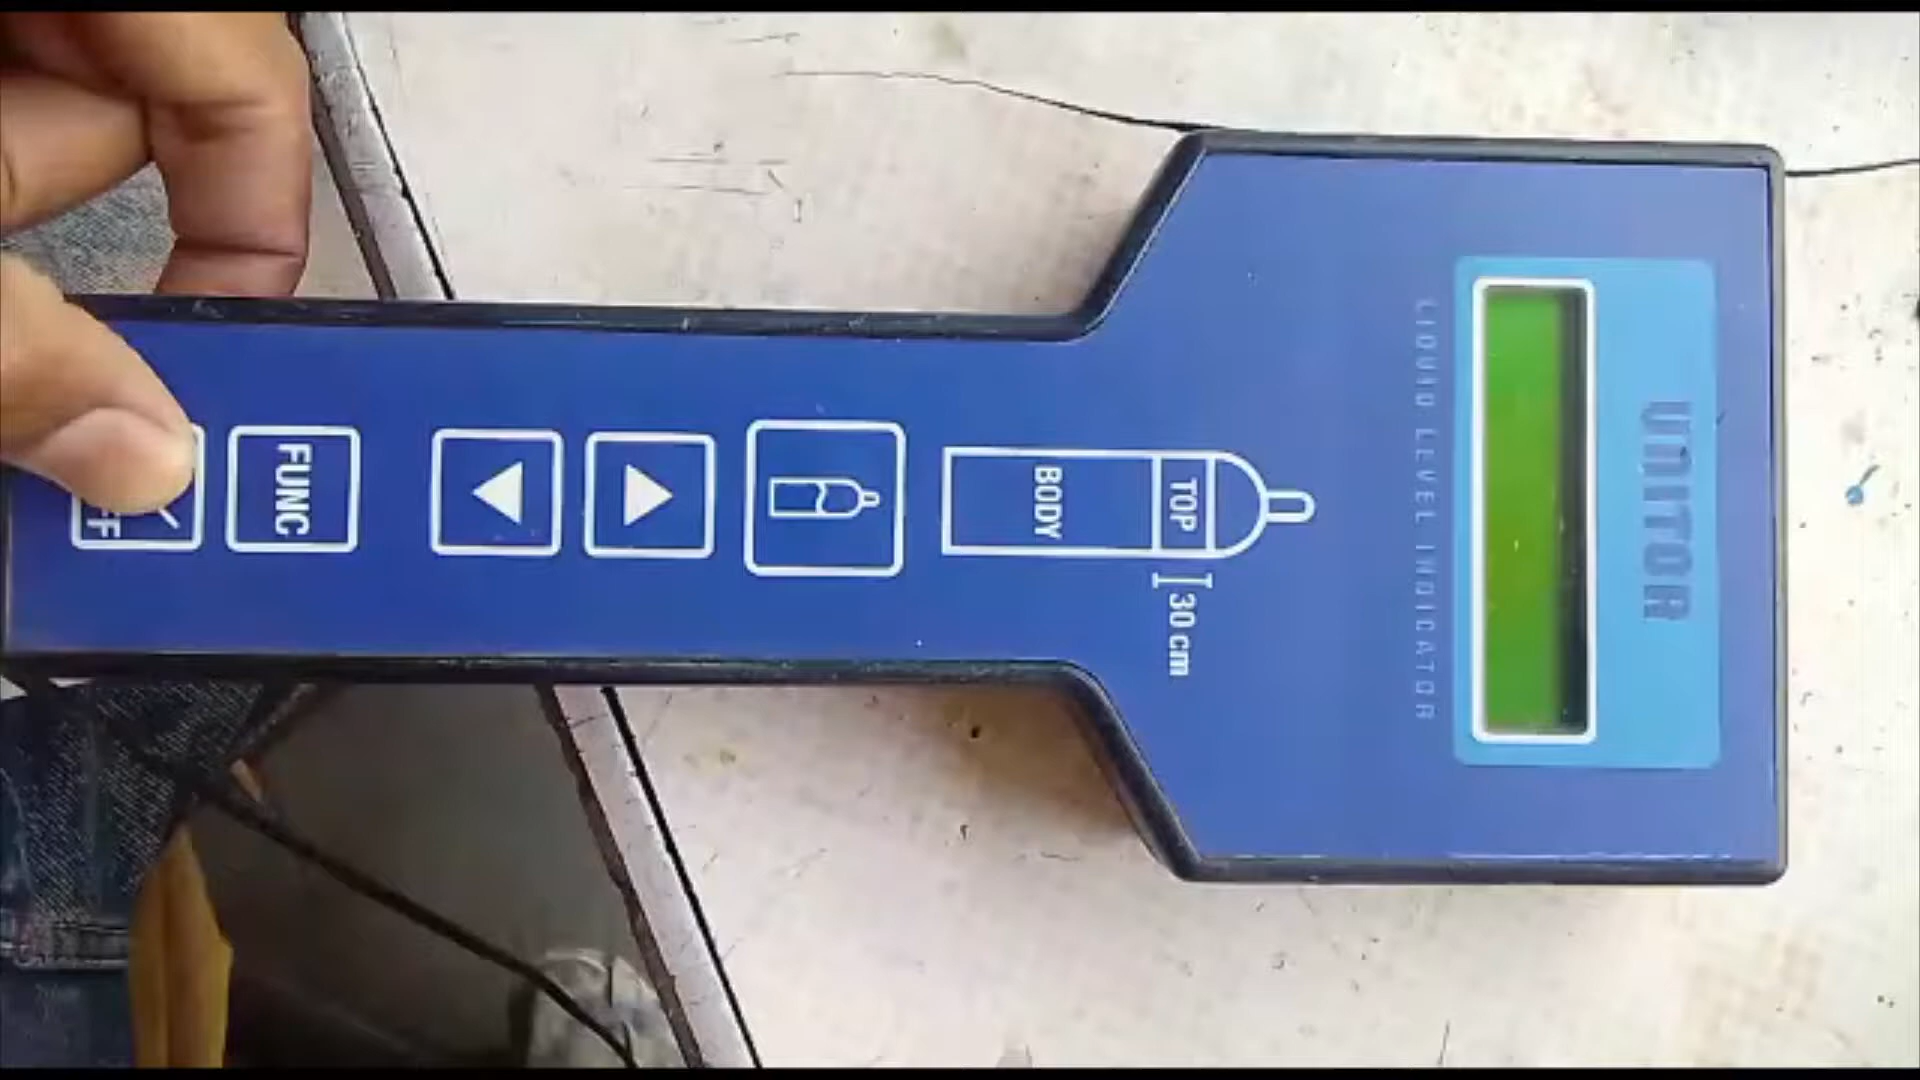 UNITOR
LIQUID LEVEL INDICATOR
TOP
30 cm
BODY
FUNC